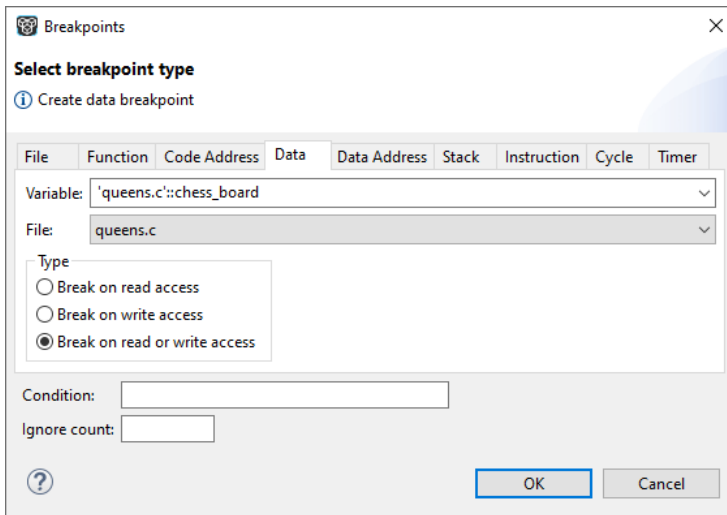 Breakpoints
Select breakpoint type
Create data breakpoint
File Function Code Address Data Data Address Stack Instruction Cycle Timer
Variable: 'queens.c'::chess_board
File: queens.c
Type
Break on read access
Break on write access
Break on read or write access
Condition:
Ignore count:
? OK Cancel